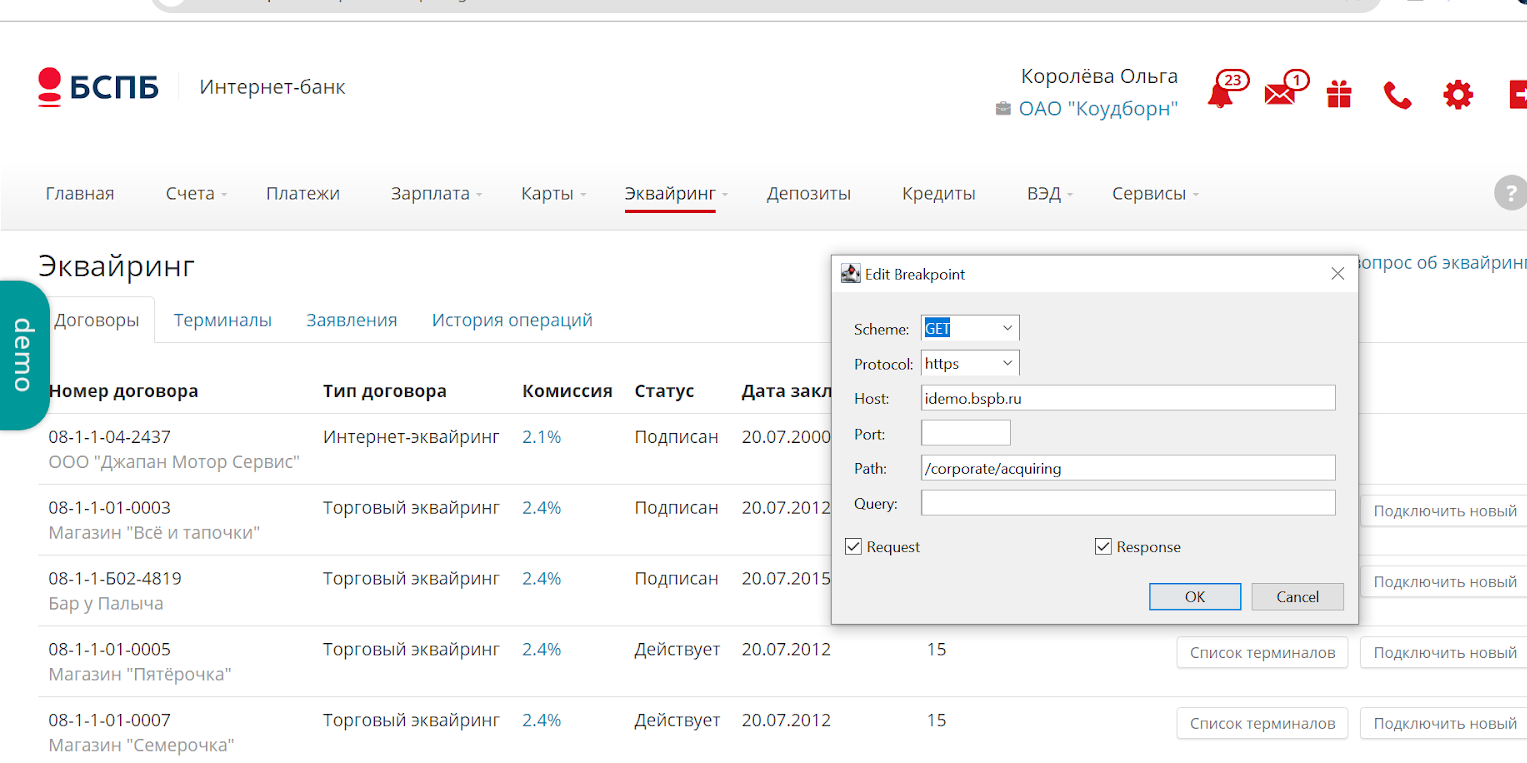 БСПБ Интернет-банк
Королёва Ольга
ОАО "Коудборн"
23
1
Главная Счета Платежи Зарплата Карты Эквайринг Депозиты Кредиты ВЭД Сервисы ?
Эквайринг
вопрос об эквайринг
demo
Договоры Терминалы Заявления История операций
Номер договора Тип договора Комиссия Статус Дата закл
08-1-1-04-2437 Интернет-эквайринг 2.1% Подписан 20.07.2000
ООО "Джапан Мотор Сервис"
08-1-1-01-0003 Торговый эквайринг 2.4% Подписан 20.07.2012 Подключить новый
Магазин "Всё и тапочки"
08-1-1-Б02-4819 Торговый эквайринг 2.4% Подписан 20.07.2015 Подключить новый
Бар у Палыча
08-1-1-01-0005 Торговый эквайринг 2.4% Действует 20.07.2012 15 Список терминалов Подключить новый
Магазин "Пятёрочка"
08-1-1-01-0007 Торговый эквайринг 2.4% Действует 20.07.2012 15 Список терминалов Подключить новый
Магазин "Семерочка"
Edit Breakpoint
Scheme: GET
Protocol: https
Host: idemo.bspb.ru
Port:
Path: /corporate/acquiring
Query:
Request Response
OK Cancel